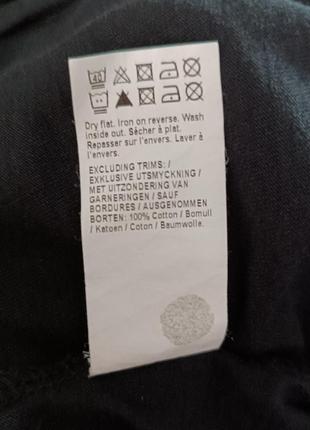 40
Dry flat. Iron on reverse. Wash
inside out. Sécher à plat.
Repasser sur l'envers. Laver à
l'envers.
EXCLUDING TRIMS: /
EXKLUSIVE UTSMYCKNING /
MET UITZONDERING VAN
GARNERINGEN / SAUF
BORDURES / AUSGENOMMEN
BORTEN: 100% Cotton / Bomull
/ Katoen / Coton / Baumwolle.